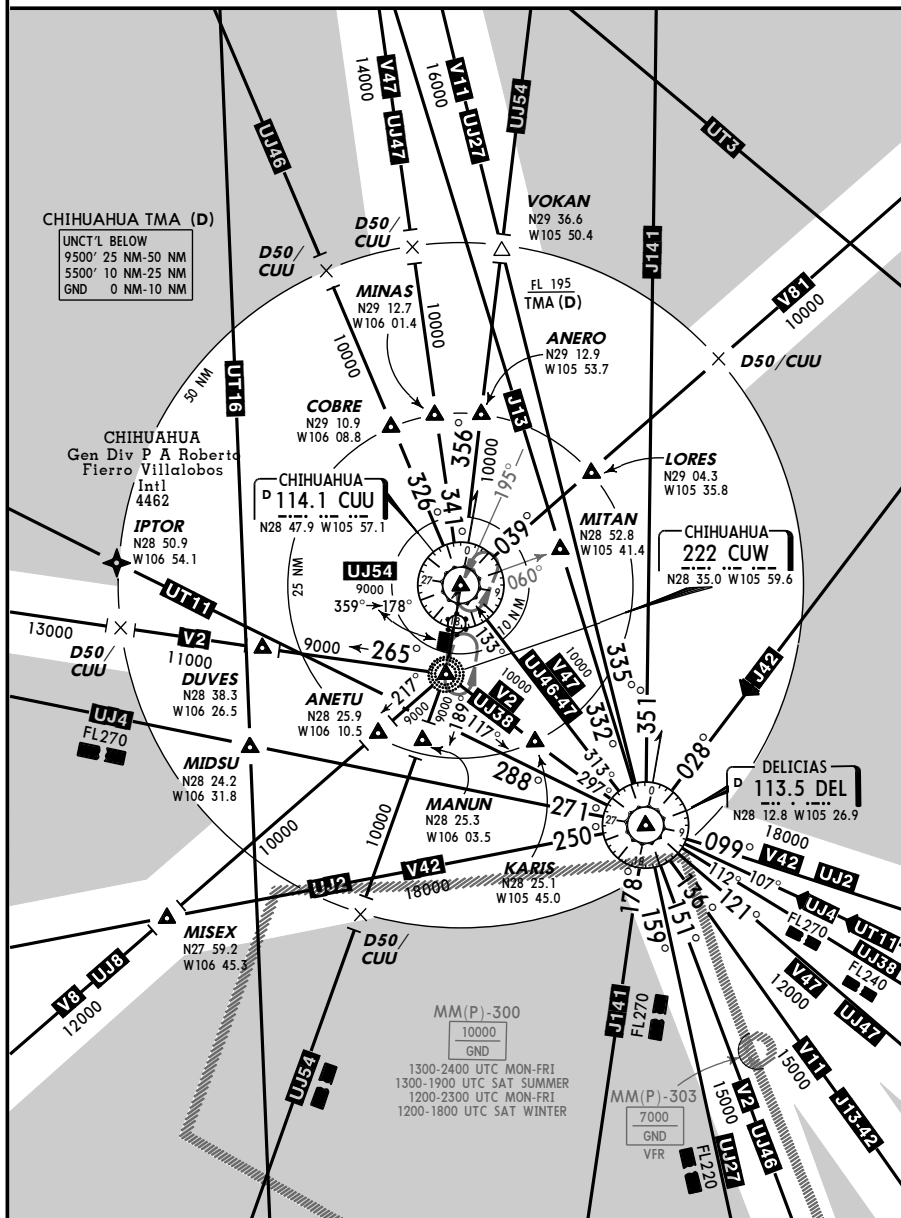 V47
14000
UJ47
V11
16000
UJ27
UJ54
UT3
UJ46
J141
CHIHUAHUA TMA (D)
UNCT'L BELOW
9500' 25 NM-50 NM
5500' 10 NM-25 NM
GND 0 NM-10 NM
VOKAN
N29 36.6
W105 50.4
D50/
CUU
D50/
CUU
FL 195
TMA (D)
V81
10000
D50/CUU
MINAS
N29 12.7
W106 01.4
10000
10000
ANERO
N29 12.9
W105 53.7
50 NM
UT16
J13
COBRE
N29 10.9
W106 08.8
356°
10000
326°
341°
195°
039°
LORES
N29 04.3
W105 35.8
CHIHUAHUA
Gen Div P A Roberto
Fierro Villalobos
Intl
4462
CHIHUAHUA
D 114.1 CUU
N28 47.9 W105 57.1
MITAN
N28 52.8
W105 41.4
CHIHUAHUA
222 CUW
N28 35.0 W105 59.6
IPTOR
N28 50.9
W106 54.1
UT11
25 NM
UJ54
9000
359°
178°
0
9
18
27
060°
10 NM
133°
13000
D50/
CUU
V2
11000
9000
265°
DUVES
N28 38.3
W106 26.5
10000
V47
UJ46-47
335°
332°
351°
J42
028°
ANETU
N28 25.9
W106 10.5
217°
9000
9000
189°
10000
V2
UJ38
117°
313°
297°
288°
UJ4
FL270
MIDSU
N28 24.2
W106 31.8
MANUN
N28 25.3
W106 03.5
271°
250°
0
9
18
27
DELICIAS
D 113.5 DEL
N28 12.8 W105 26.9
10000
10000
KARIS
N28 25.1
W105 45.0
UJ2
V42
18000
18000
099°
V42
UJ2
112°
107°
UJ4
UT11
FL270
UJ38
FL240
121°
136°
151°
159°
178°
V47
12000
UJ47
MISEX
N27 59.2
W106 45.3
D50/
CUU
V8
UJ8
12000
UJ54
MM(P)-300
10000
GND
1300-2400 UTC MON-FRI
1300-1900 UTC SAT SUMMER
1200-2300 UTC MON-FRI
1200-1800 UTC SAT WINTER
J141
FL270
MM(P)-303
7000
GND
VFR
V11
15000
J13-42
V2
15000
UJ46
UJ27
FL220